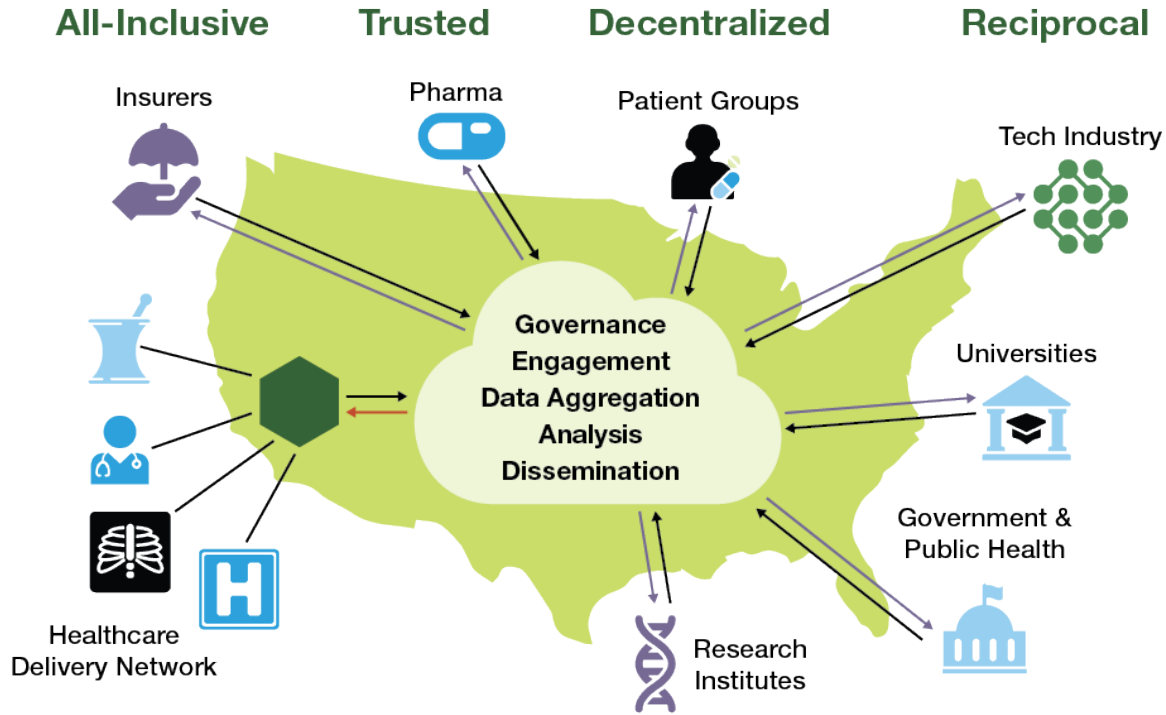 All-Inclusive
Trusted
Decentralized
Reciprocal
Insurers
Pharma
Patient Groups
Tech Industry
Governance
Engagement
Data Aggregation
Analysis
Dissemination
Universities
Government &
Public Health
H
Healthcare
Delivery Network
Research
Institutes